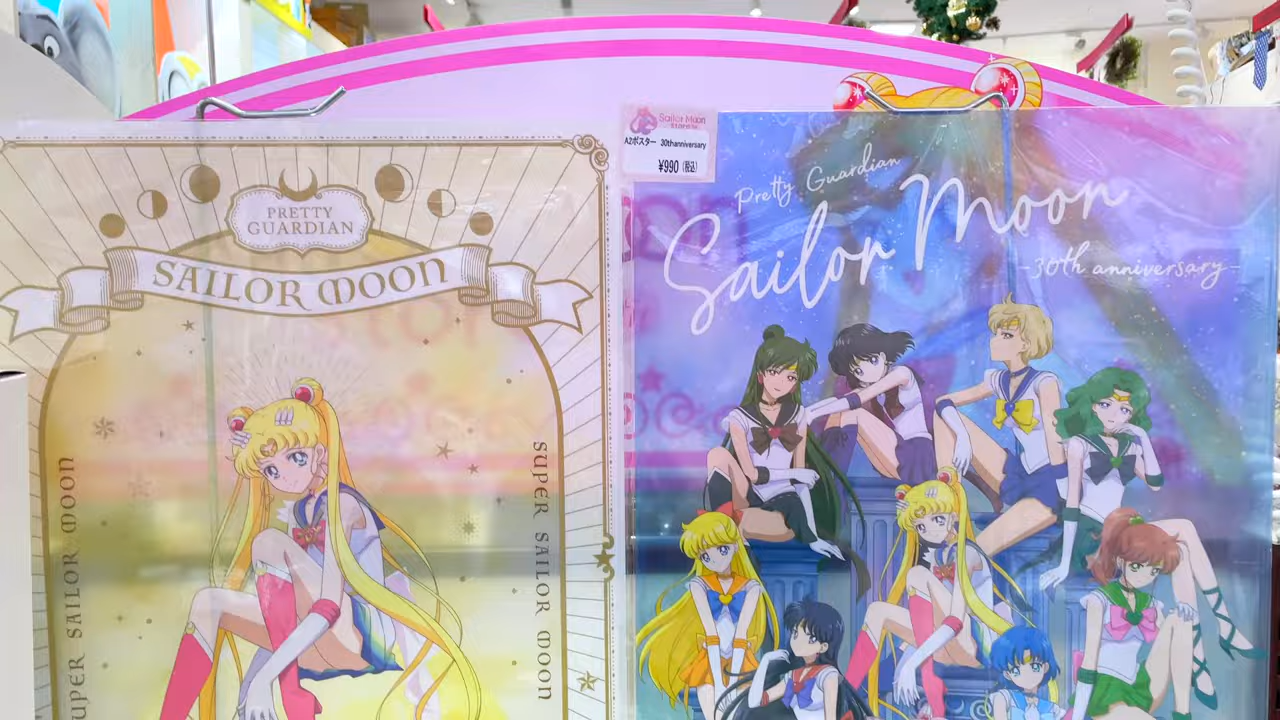 PRETTY
GUARDIAN
SAILOR MOON
SUPER SAILOR MOON
SUPER SAILOR MOON
Sailor Moon
A2ポスター 30thanniversary
¥990 (税込)
Pretty Guardian
Sailor Moon
-30th anniversary-